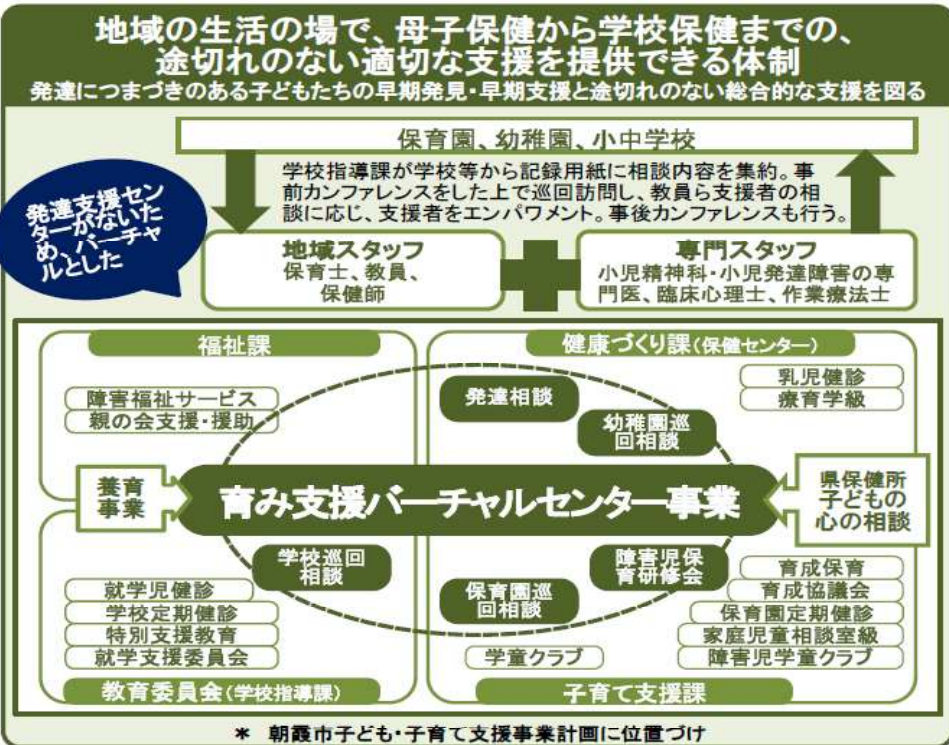 地域の生活の場で、母子保健から学校保健までの、
途切れのない適切な支援を提供できる体制
発達につまづきのある子どもたちの早期発見・早期支援と途切れのない総合的な支援を図る
保育園、幼稚園、小中学校
学校指導課が学校等から記録用紙に相談内容を集約。事
前カンファレンスをした上で巡回訪問し、教員ら支援者の相
談に応じ、支援者をエンパワメント。事後カンファレンスも行う。
発達支援セン
ターがないた
め、バーチャ
ルとした
地域スタッフ
保育士、教員、
保健師
専門スタッフ
小児精神科・小児発達障害の専
門医、臨床心理士、作業療法士
福祉課
健康づくり課(保健センター)
障害福祉サービス
親の会支援・援助
発達相談
幼稚園巡
回相談
乳児健診
療育学級
養育
事業
育み支援バーチャルセンター事業
県保健所
子どもの
心の相談
学校巡回
相談
保育園巡
回相談
障害児保
育研修会
就学児健診
学校定期健診
特別支援教育
就学支援委員会
育成保育
育成協議会
保育園定期健診
家庭児童相談室級
障害児学童クラブ
学童クラブ
教育委員会(学校指導課)
子育て支援課
* 朝霞市子ども・子育て支援事業計画に位置づけ